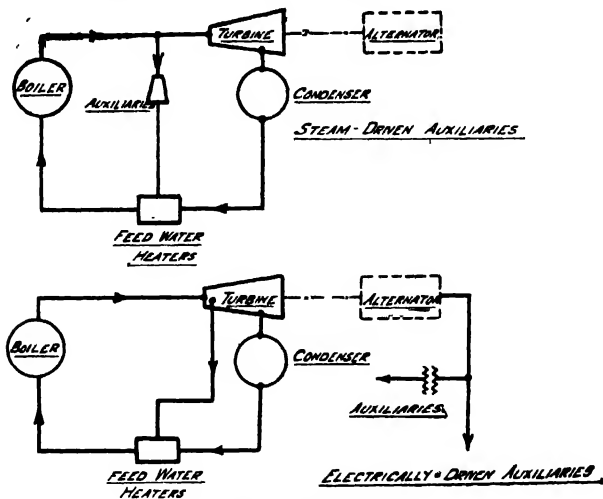 TURBINE
ALTERNATOR
BOILER
AUXILIARIES
CONDENSER
STEAM-DRIVEN AUXILIARIES
FEED WATER
HEATERS
TURBINE
ALTERNATOR
BOILER
CONDENSER
AUXILIARIES
FEED WATER
HEATERS
ELECTRICALLY-DRIVEN AUXILIARIES